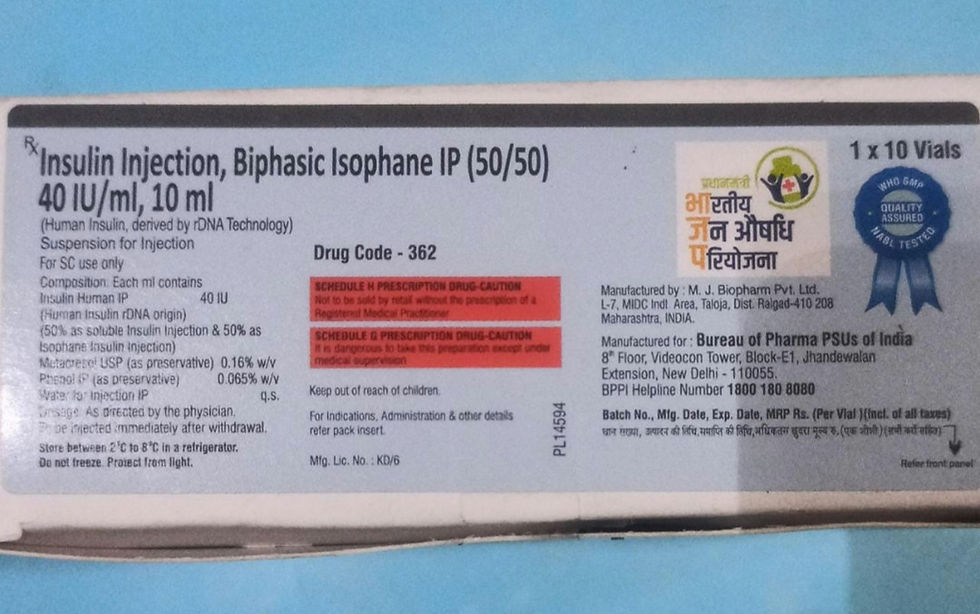 Rx
Insulin Injection, Biphasic Isophane IP (50/50)
40 IU/ml, 10 ml
(Human Insulin, derived by rDNA Technology)
Suspension for Injection
For SC use only
Composition: Each ml contains
Insulin Human IP 40 IU
(Human Insulin rDNA origin)
(50% as soluble Insulin Injection & 50% as
Isophane Insulin Injection)
Metacresol USP (as preservative) 0.16% w/v
Phenol IP (as preservative) 0.065% w/v
Water for Injection IP q.s.
Dosage: As directed by the physician.
To be injected immediately after withdrawal.
Store between 2°C to 8°C in a refrigerator.
Do not freeze. Protect from light.
Drug Code - 362
SCHEDULE H PRESCRIPTION DRUG-CAUTION
Not to be sold by retail without the prescription of a
Registered Medical Practitioner
SCHEDULE G PRESCRIPTION DRUG-CAUTION
It is dangerous to take this preparation except under
medical supervision
Keep out of reach of children.
For Indications, Administration & other details
refer pack insert.
Mfg. Lic. No. : KD/6
PL14594
प्रधानमंत्री
भारतीय
जन औषधि
परियोजना
1 x 10 Vials
WHO GMP
QUALITY
ASSURED
NABL TESTED
Manufactured by : M. J. Biopharm Pvt. Ltd.
L-7, MIDC Indl. Area, Taloja, Dist. Raigad-410 208
Maharashtra, INDIA.
Manufactured for : Bureau of Pharma PSUs of India
8th Floor, Videocon Tower, Block-E1, Jhandewalan
Extension, New Delhi - 110055.
BPPI Helpline Number 1800 180 8080
Batch No., Mfg. Date, Exp. Date, MRP Rs. (Per Vial )(Incl. of all taxes)
उत्पादन की तिथि, समाप्ति की तिथि, अधिकतम खुदरा मूल्य रु. (एक शीशी) (सभी करों सहित)
Refer front panel